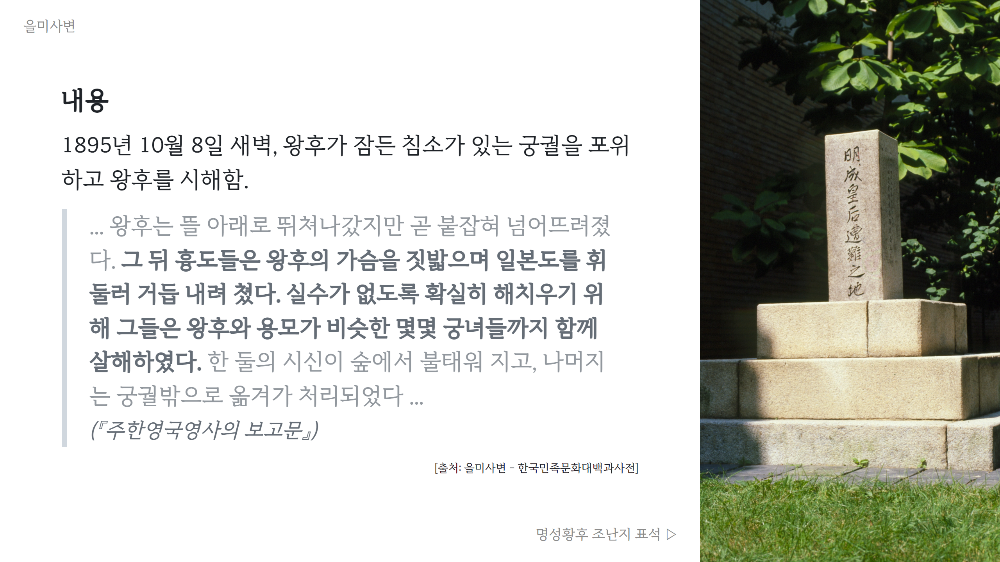 을미사변
내용
1895년 10월 8일 새벽, 왕후가 잠든 침소가 있는 궁궐을 포위
하고 왕후를 시해함.
... 왕후는 뜰 아래로 뛰쳐나갔지만 곧 붙잡혀 넘어뜨려졌
다. 그 뒤 흉도들은 왕후의 가슴을 짓밟으며 일본도를 휘
둘러 거듭 내려 쳤다. 실수가 없도록 확실히 해치우기 위
해 그들은 왕후와 용모가 비슷한 몇몇 궁녀들까지 함께
살해하였다. 한 둘의 시신이 숲에서 불태워 지고, 나머지
는 궁궐밖으로 옮겨가 처리되었다 ...
(『주한영국영사의 보고문』)
[출처: 을미사변 - 한국민족문화대백과사전]
명성황후 조난지 표석 ▷
明成皇后遭難之地